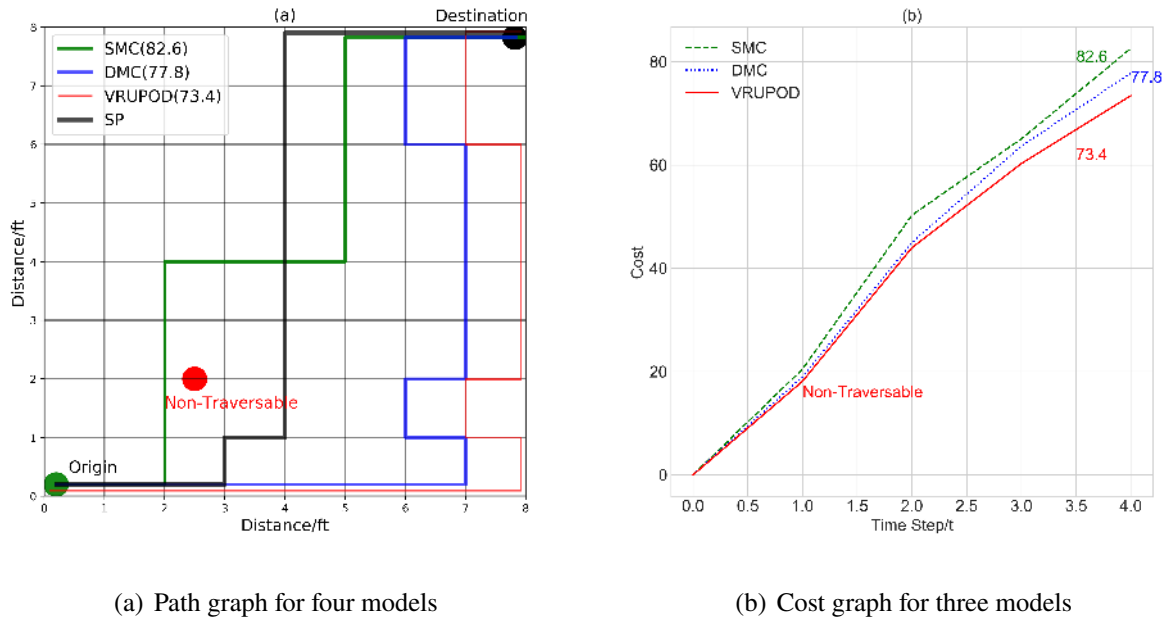 (a)
Destination
8
7
6
5
4
3
2
1
0
Distance/ft
SMC(82.6)
DMC(77.8)
VRUPOD(73.4)
SP
Non-Traversable
Origin
0 1 2 3 4 5 6 7 8
Distance/ft
(b)
80
60
40
20
0
Cost
SMC
DMC
VRUPOD
82.6
77.8
73.4
Non-Traversable
0.0 0.5 1.0 1.5 2.0 2.5 3.0 3.5 4.0
Time Step/t
(a) Path graph for four models
(b) Cost graph for three models